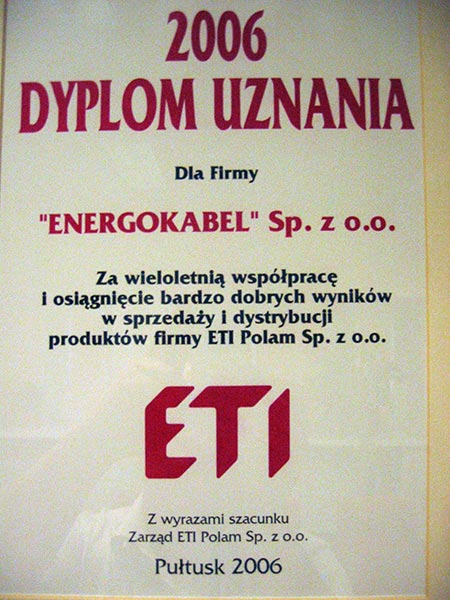 2006
DYPLOM UZNANIA
Dla Firmy
"ENERGOKABEL" Sp. z o.o.
Za wieloletnią współpracę
i osiągnięcie bardzo dobrych wyników
w sprzedaży i dystrybucji
produktów firmy ETI Polam Sp. z o.o.
ETI
Z wyrazami szacunku
Zarząd ETI Polam Sp. z o.o.
Pułtusk 2006